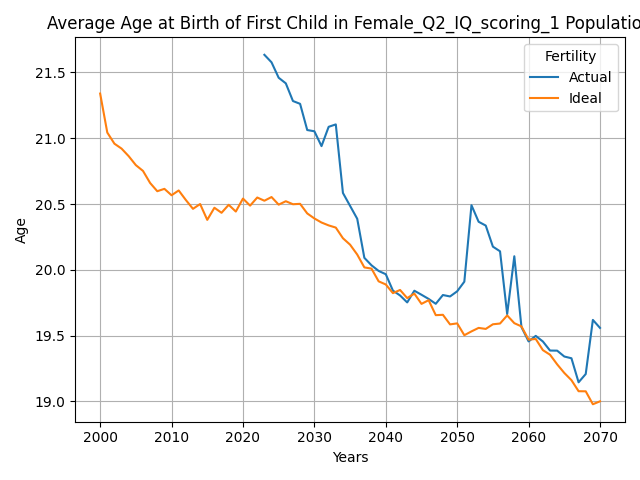 Average Age at Birth of First Child in Female_Q2_IQ_scoring_1 Populatio
Fertility
Actual
Ideal
21.5
21.0
20.5
20.0
19.5
19.0
Age
2000 2010 2020 2030 2040 2050 2060 2070
Years